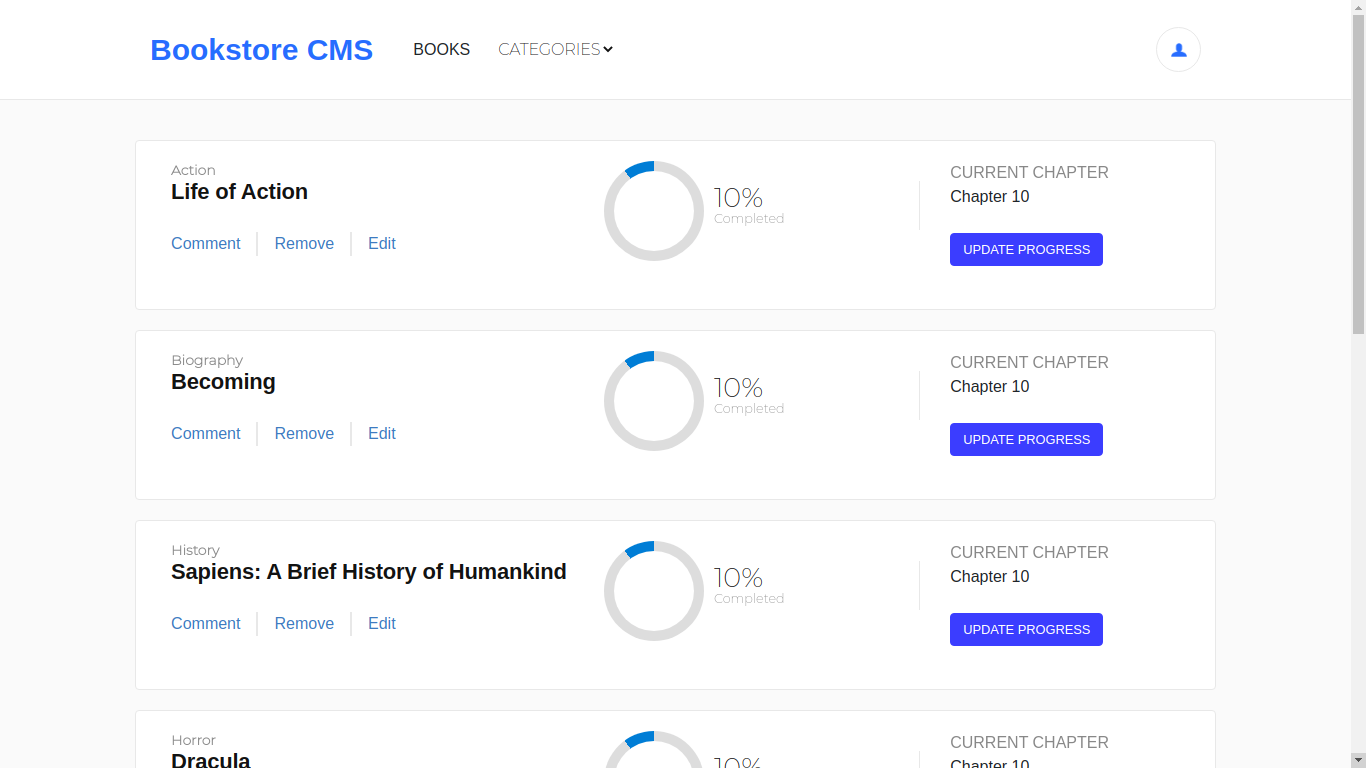 Bookstore CMS
BOOKS
CATEGORIES
Action
Life of Action
Comment
Remove
Edit
10%
Completed
CURRENT CHAPTER
Chapter 10
UPDATE PROGRESS
Biography
Becoming
Comment
Remove
Edit
10%
Completed
CURRENT CHAPTER
Chapter 10
UPDATE PROGRESS
History
Sapiens: A Brief History of Humankind
Comment
Remove
Edit
10%
Completed
CURRENT CHAPTER
Chapter 10
UPDATE PROGRESS
Horror
Dracula
10%
CURRENT CHAPTER
Chapter 10